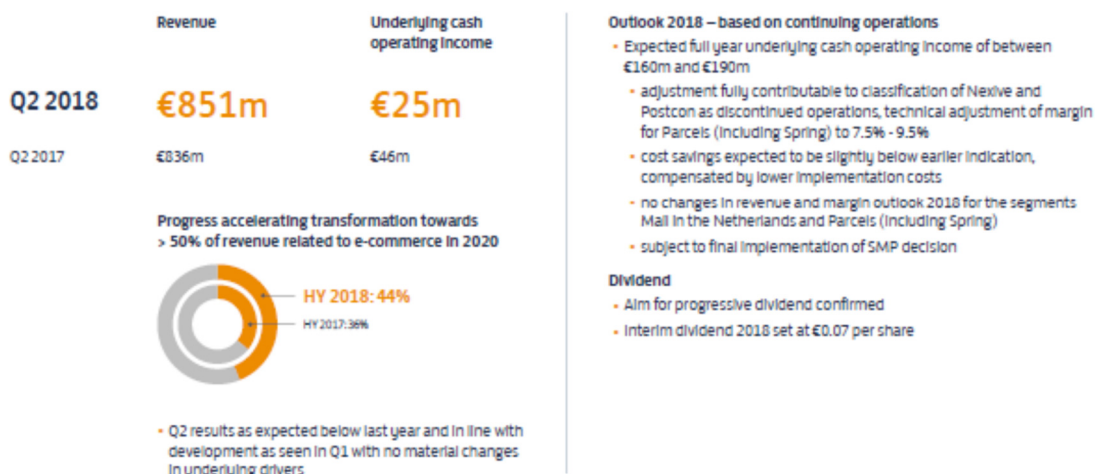 Revenue
Underlying cash
operating income
Q2 2018
€851m
€25m
Q2 2017
€836m
€46m
Progress accelerating transformation towards
> 50% of revenue related to e-commerce in 2020
HY 2018: 44%
HY 2017: 36%
• Q2 results as expected below last year and in line with
development as seen in Q1 with no material changes
in underlying drivers
Outlook 2018 – based on continuing operations
• Expected full year underlying cash operating income of between
€160m and €190m
• adjustment fully contributable to classification of Nexive and
Postcon as discontinued operations, technical adjustment of margin
for Parcels (including Spring) to 7.5% - 9.5%
• cost savings expected to be slightly below earlier indication,
compensated by lower implementation costs
• no changes in revenue and margin outlook 2018 for the segments
Mail in the Netherlands and Parcels (including Spring)
• subject to final implementation of SMP decision
Dividend
• Aim for progressive dividend confirmed
• Interim dividend 2018 set at €0.07 per share